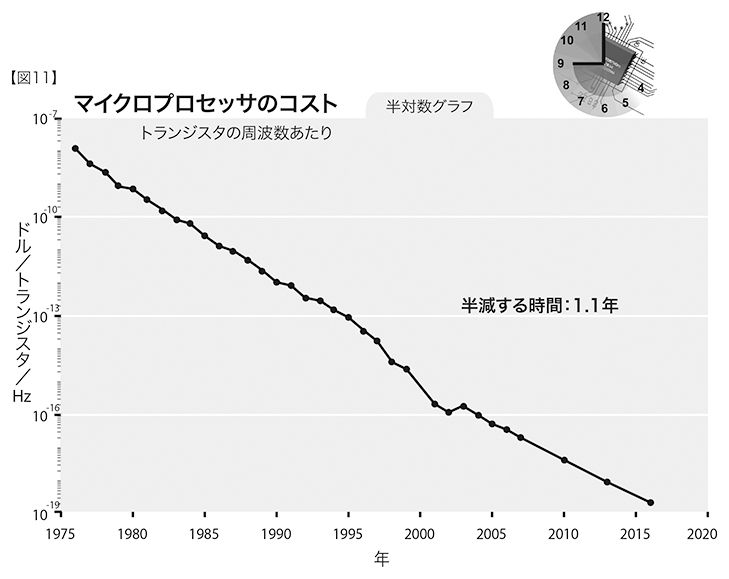 12
11
10
9
8
7
6
5
4
【図11】
マイクロプロセッサのコスト
半対数グラフ
トランジスタの周波数あたり
10-7
10-10
10-13
10-16
10-19
ドル／トランジスタ／Hz
半減する時間：1.1年
1975 1980 1985 1990 1995 2000 2005 2010 2015 2020
年